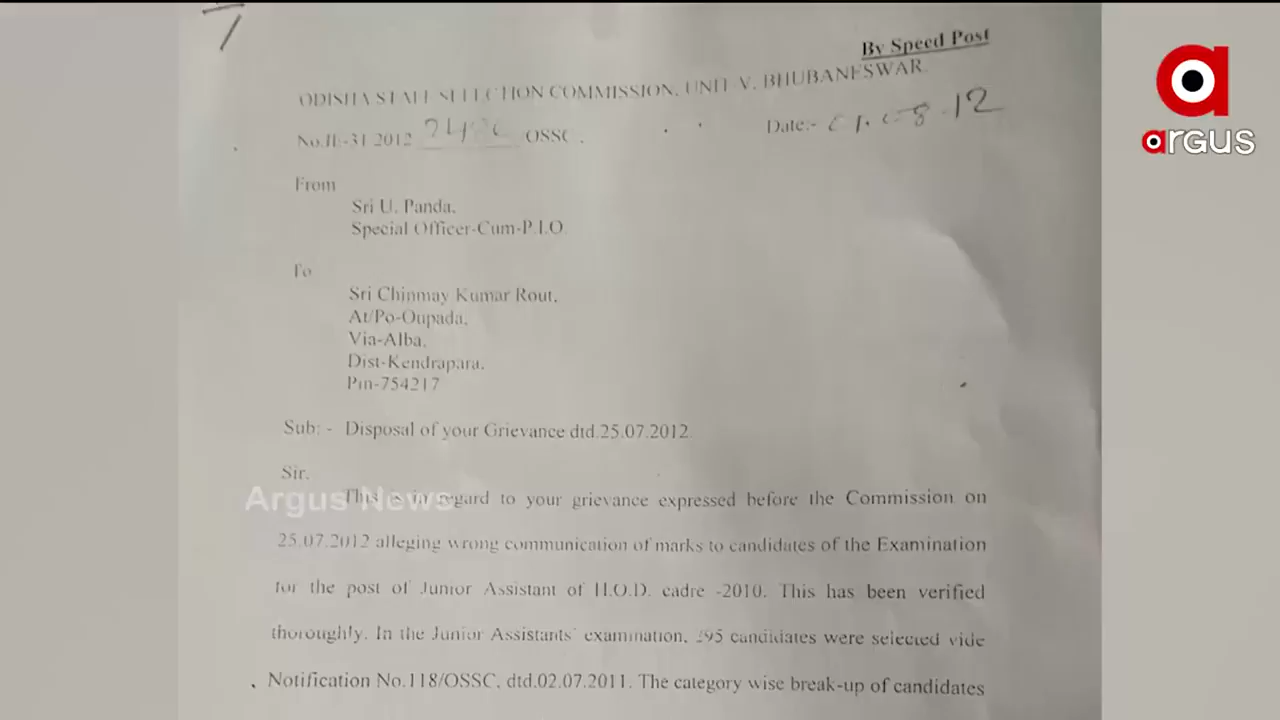 By Speed Post
ODISHA STAFF SELECTION COMMISSION, UNIT-V, BHUBANESWAR.
No.II-31 2012 OSSC.
Date:- 01.08.12
argus
From
Sri U. Panda,
Special Officer-Cum-P.I.O.
To
Sri Chinmay Kumar Rout,
At/Po-Oupada,
Via-Alba,
Dist-Kendrapara,
Pin-754217
Sub: - Disposal of your Grievance dtd.25.07.2012.
Sir,
Argus News
This is in regard to your grievance expressed before the Commission on
25.07.2012 alleging wrong communication of marks to candidates of the Examination
for the post of Junior Assistant of H.O.D. cadre -2010. This has been verified
thoroughly. In the Junior Assistants' examination, 295 candidates were selected vide
Notification No.118/OSSC, dtd.02.07.2011. The category wise break-up of candidates